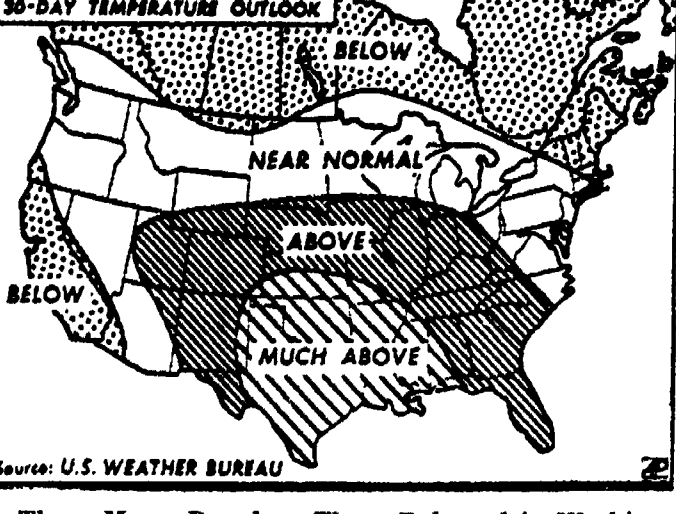 30-DAY TEMPERATURE OUTLOOK
BELOW
NEAR NORMAL
ABOVE
BELOW
MUCH ABOVE
Source: U.S. WEATHER BUREAU